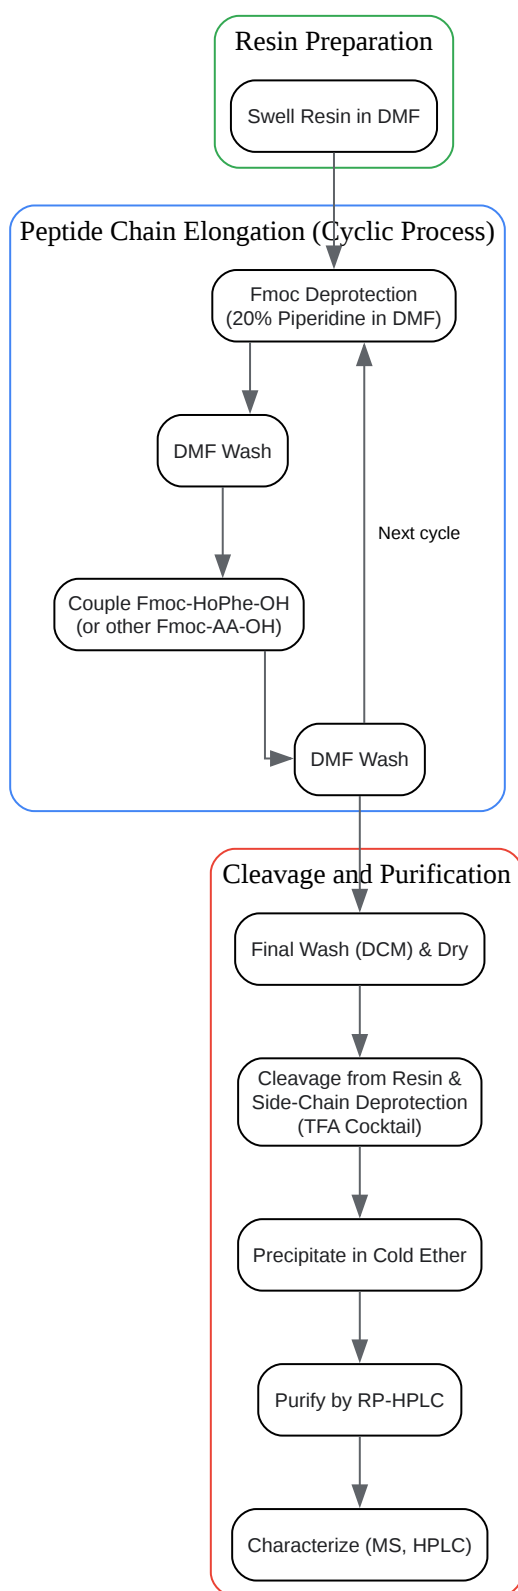 Resin Preparation
Swell Resin in DMF
Peptide Chain Elongation (Cyclic Process)
Fmoc Deprotection
(20% Piperidine in DMF)
DMF Wash
Next cycle
Couple Fmoc-HoPhe-OH
(or other Fmoc-AA-OH)
DMF Wash
Cleavage and Purification
Final Wash (DCM) & Dry
Cleavage from Resin &
Side-Chain Deprotection
(TFA Cocktail)
Precipitate in Cold Ether
Purify by RP-HPLC
Characterize (MS, HPLC)